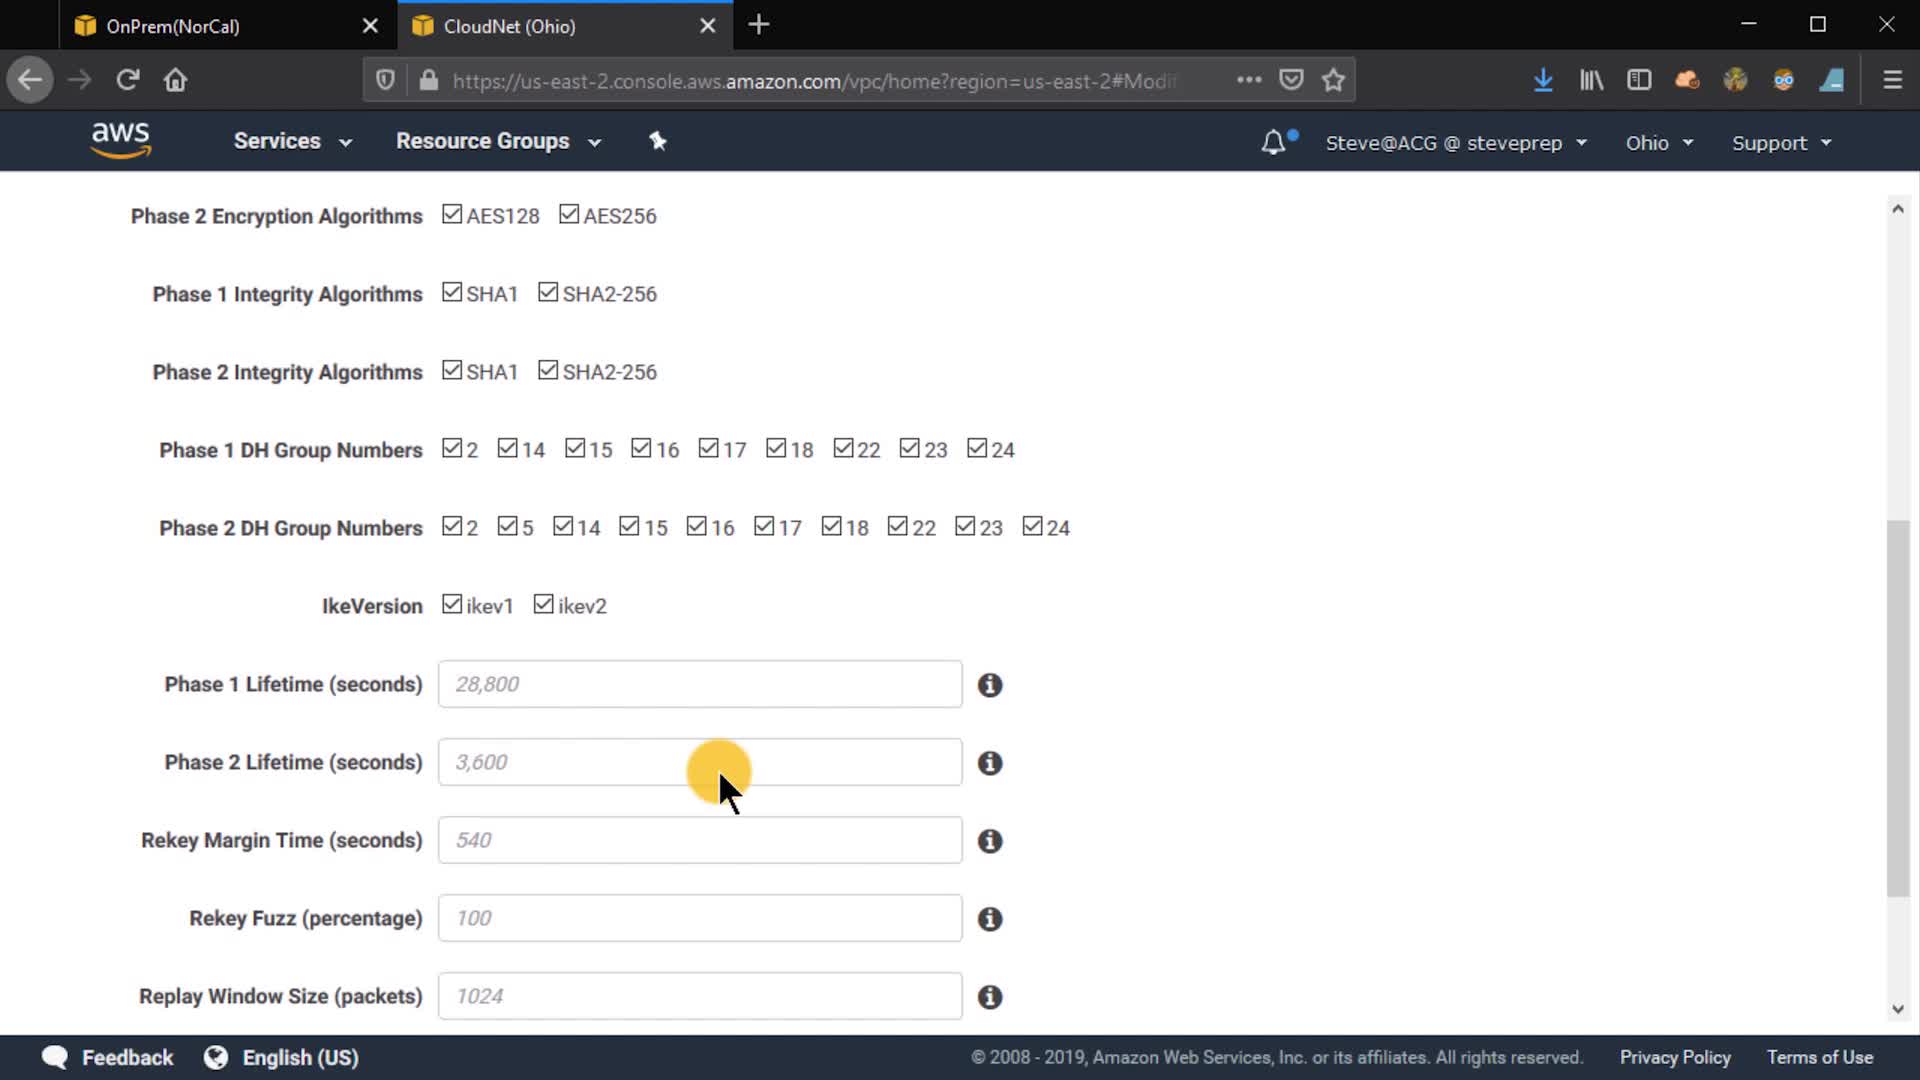 OnPrem(NorCal)
CloudNet (Ohio)
https://us-east-2.console.aws.amazon.com/vpc/home?region=us-east-2#Modif
aws
Services
Resource Groups
Steve@ACG @ steveprep
Ohio
Support
Phase 2 Encryption Algorithms AES128 AES256
Phase 1 Integrity Algorithms SHA1 SHA2-256
Phase 2 Integrity Algorithms SHA1 SHA2-256
Phase 1 DH Group Numbers 2 14 15 16 17 18 22 23 24
Phase 2 DH Group Numbers 2 5 14 15 16 17 18 22 23 24
IkeVersion ikev1 ikev2
Phase 1 Lifetime (seconds) 28,800
Phase 2 Lifetime (seconds) 3,600
Rekey Margin Time (seconds) 540
Rekey Fuzz (percentage) 100
Replay Window Size (packets) 1024
Feedback
English (US)
© 2008 - 2019, Amazon Web Services, Inc. or its affiliates. All rights reserved.
Privacy Policy
Terms of Use